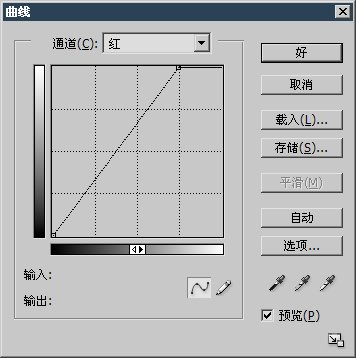 曲线
通道(C): 红
好
取消
载入(L)...
存储(S)...
平滑(M)
自动
选项...
输入:
输出:
预览(P)